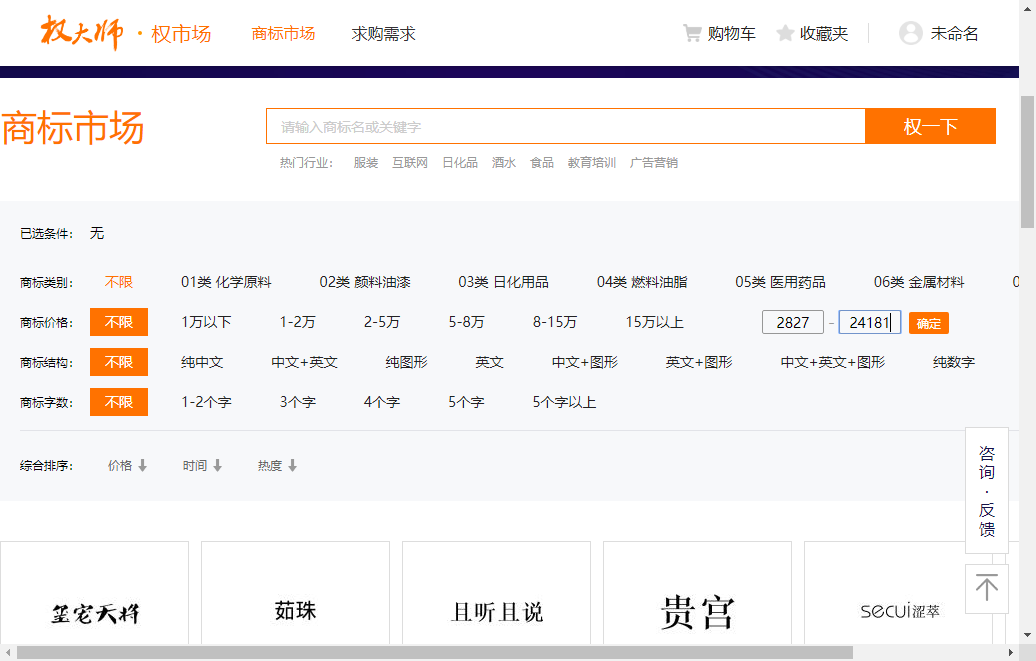 权大师 · 权市场 商标市场 求购需求 购物车 收藏夹 未命名
商标市场 请输入商标名或关键字 权一下
热门行业： 服装 互联网 日化品 酒水 食品 教育培训 广告营销
已选条件： 无
商标类别： 不限 01类 化学原料 02类 颜料油漆 03类 日化用品 04类 燃料油脂 05类 医用药品 06类 金属材料 0
商标价格： 不限 1万以下 1-2万 2-5万 5-8万 8-15万 15万以上 2827 - 24181 确定
商标结构： 不限 纯中文 中文+英文 纯图形 英文 中文+图形 英文+图形 中文+英文+图形 纯数字
商标字数： 不限 1-2个字 3个字 4个字 5个字 5个字以上
综合排序： 价格 时间 热度
咨
询
·
反
馈
玺宠天将 茹珠 且听且说 贵宫 secui涩萃